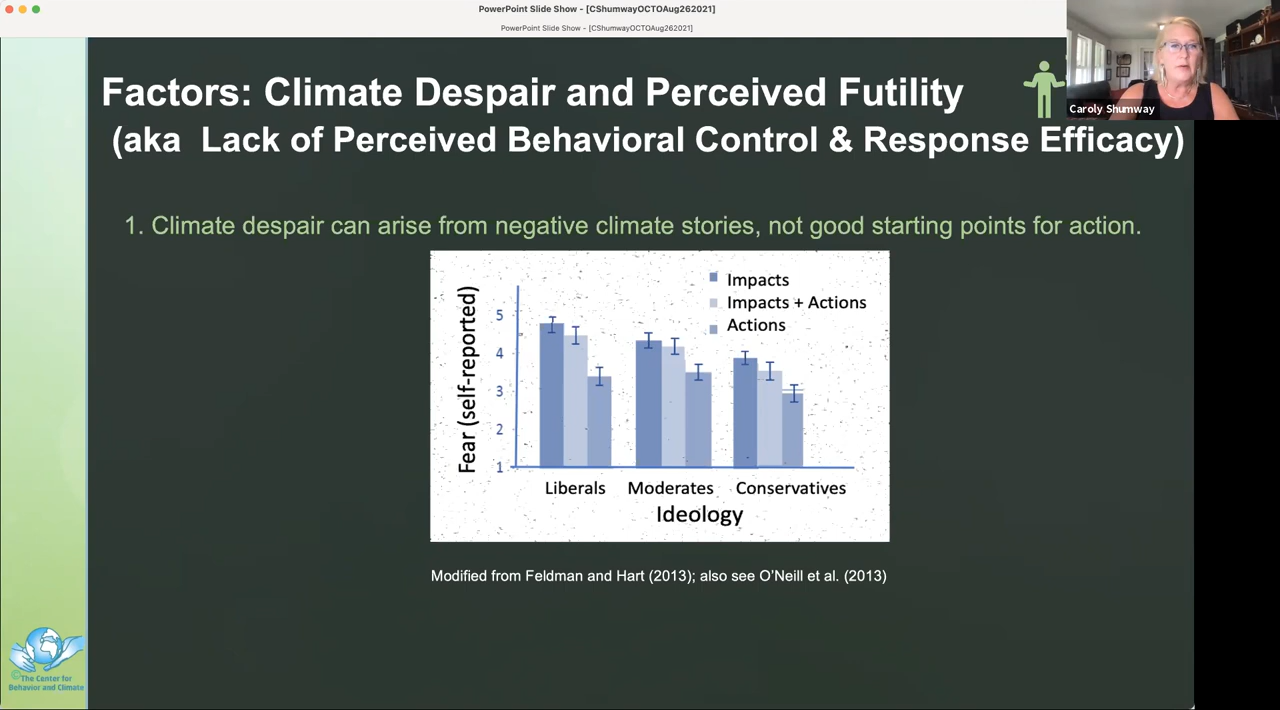 PowerPoint Slide Show - [CShumwayOCTOAug262021]
PowerPoint Slide Show - [CShumwayOCTOAug262021]
Caroly Shumway
Factors: Climate Despair and Perceived Futility
(aka Lack of Perceived Behavioral Control & Response Efficacy)
1. Climate despair can arise from negative climate stories, not good starting points for action.
Impacts
Impacts + Actions
Actions
Fear (self-reported)
5
4
3
2
1
Liberals Moderates Conservatives
Ideology
Modified from Feldman and Hart (2013); also see O'Neill et al. (2013)
©The Center for
Behavior and Climate